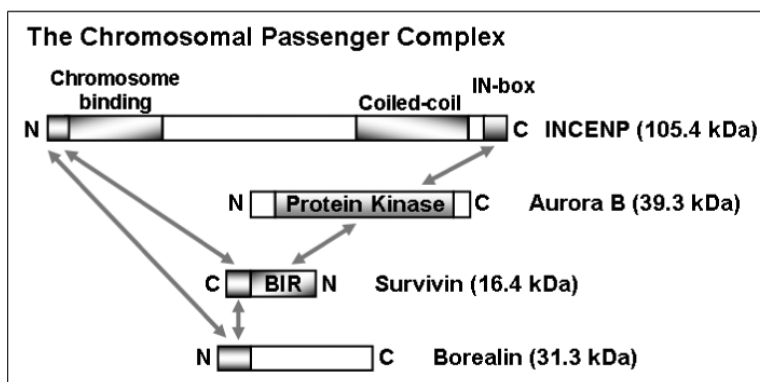 The Chromosomal Passenger Complex
Chromosome
binding
Coiled-coil
IN-box
N C INCENP (105.4 kDa)
N Protein Kinase C Aurora B (39.3 kDa)
C BIR N Survivin (16.4 kDa)
N C Borealin (31.3 kDa)